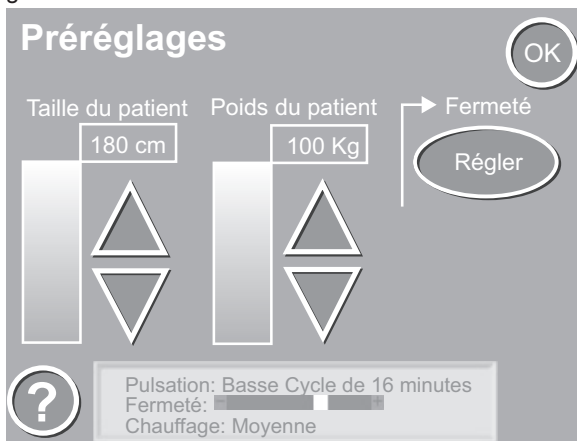 Préréglages
OK
Taille du patient
Poids du patient
Fermeté
180 cm
100 Kg
Régler
?
Pulsation: Basse Cycle de 16 minutes
Fermeté: - +
Chauffage: Moyenne